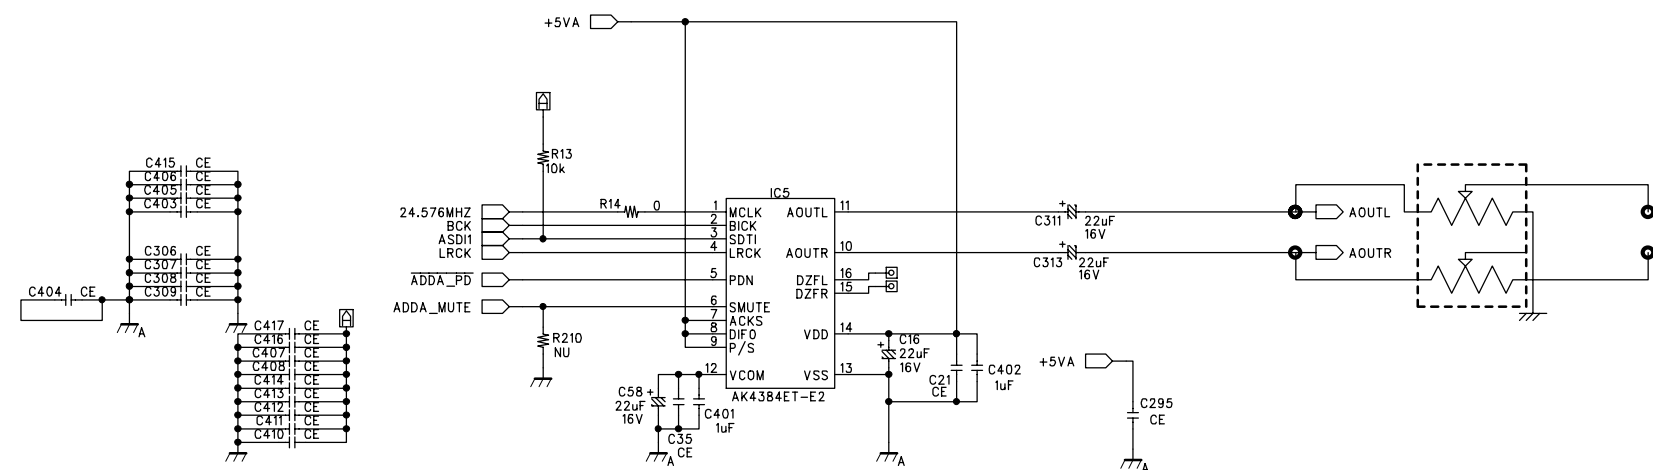 +5VA
A
R13
10k
C415 CE
C406 CE
C405 CE
C403 CE
C306 CE
C307 CE
C308 CE
C309 CE
C404 CE
A
A
C417 CE
C416 CE
C407 CE
C408 CE
C414 CE
C413 CE
C412 CE
C411 CE
C410 CE
24.576MHZ
BCK
ASDI1
LRCK
ADDA_PD
ADDA_MUTE
R14 0
R210
NU
IC5
1 MCLK
2 BICK
3 SDTI
4 LRCK
5 PDN
6 SMUTE
7 ACKS
8 DIF0
9 P/S
12 VCOM
AOUTL 11
AOUTR 10
DZFL 16
DZFR 15
VDD 14
VSS 13
AK4384ET-E2
C58 +
22uF
16V
C35
CE
C401
1uF
A
+
C311 22uF
16V
+
C313 22uF
16V
AOUTL
AOUTR
+ C16
22uF
16V
C21
CE
C402
1uF
A
+5VA
C295
CE
A